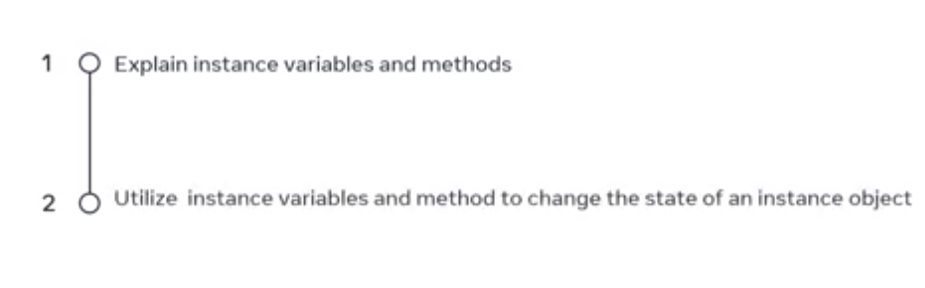 1 Explain instance variables and methods
2 Utilize instance variables and method to change the state of an instance object